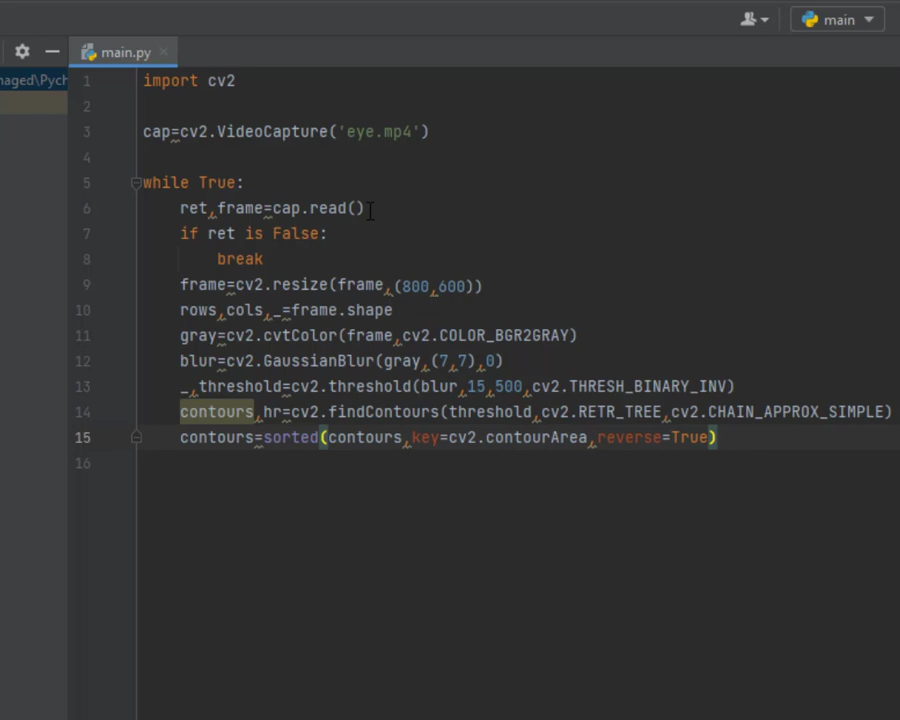 main
main.py
naged\Pych
1 import cv2
2
3 cap=cv2.VideoCapture('eye.mp4')
4
5 while True:
6 ret,frame=cap.read()
7 if ret is False:
8 break
9 frame=cv2.resize(frame,(800,600))
10 rows,cols,_=frame.shape
11 gray=cv2.cvtColor(frame,cv2.COLOR_BGR2GRAY)
12 blur=cv2.GaussianBlur(gray,(7,7),0)
13 _,threshold=cv2.threshold(blur,15,500,cv2.THRESH_BINARY_INV)
14 contours,hr=cv2.findContours(threshold,cv2.RETR_TREE,cv2.CHAIN_APPROX_SIMPLE)
15 contours=sorted(contours,key=cv2.contourArea,reverse=True)
16